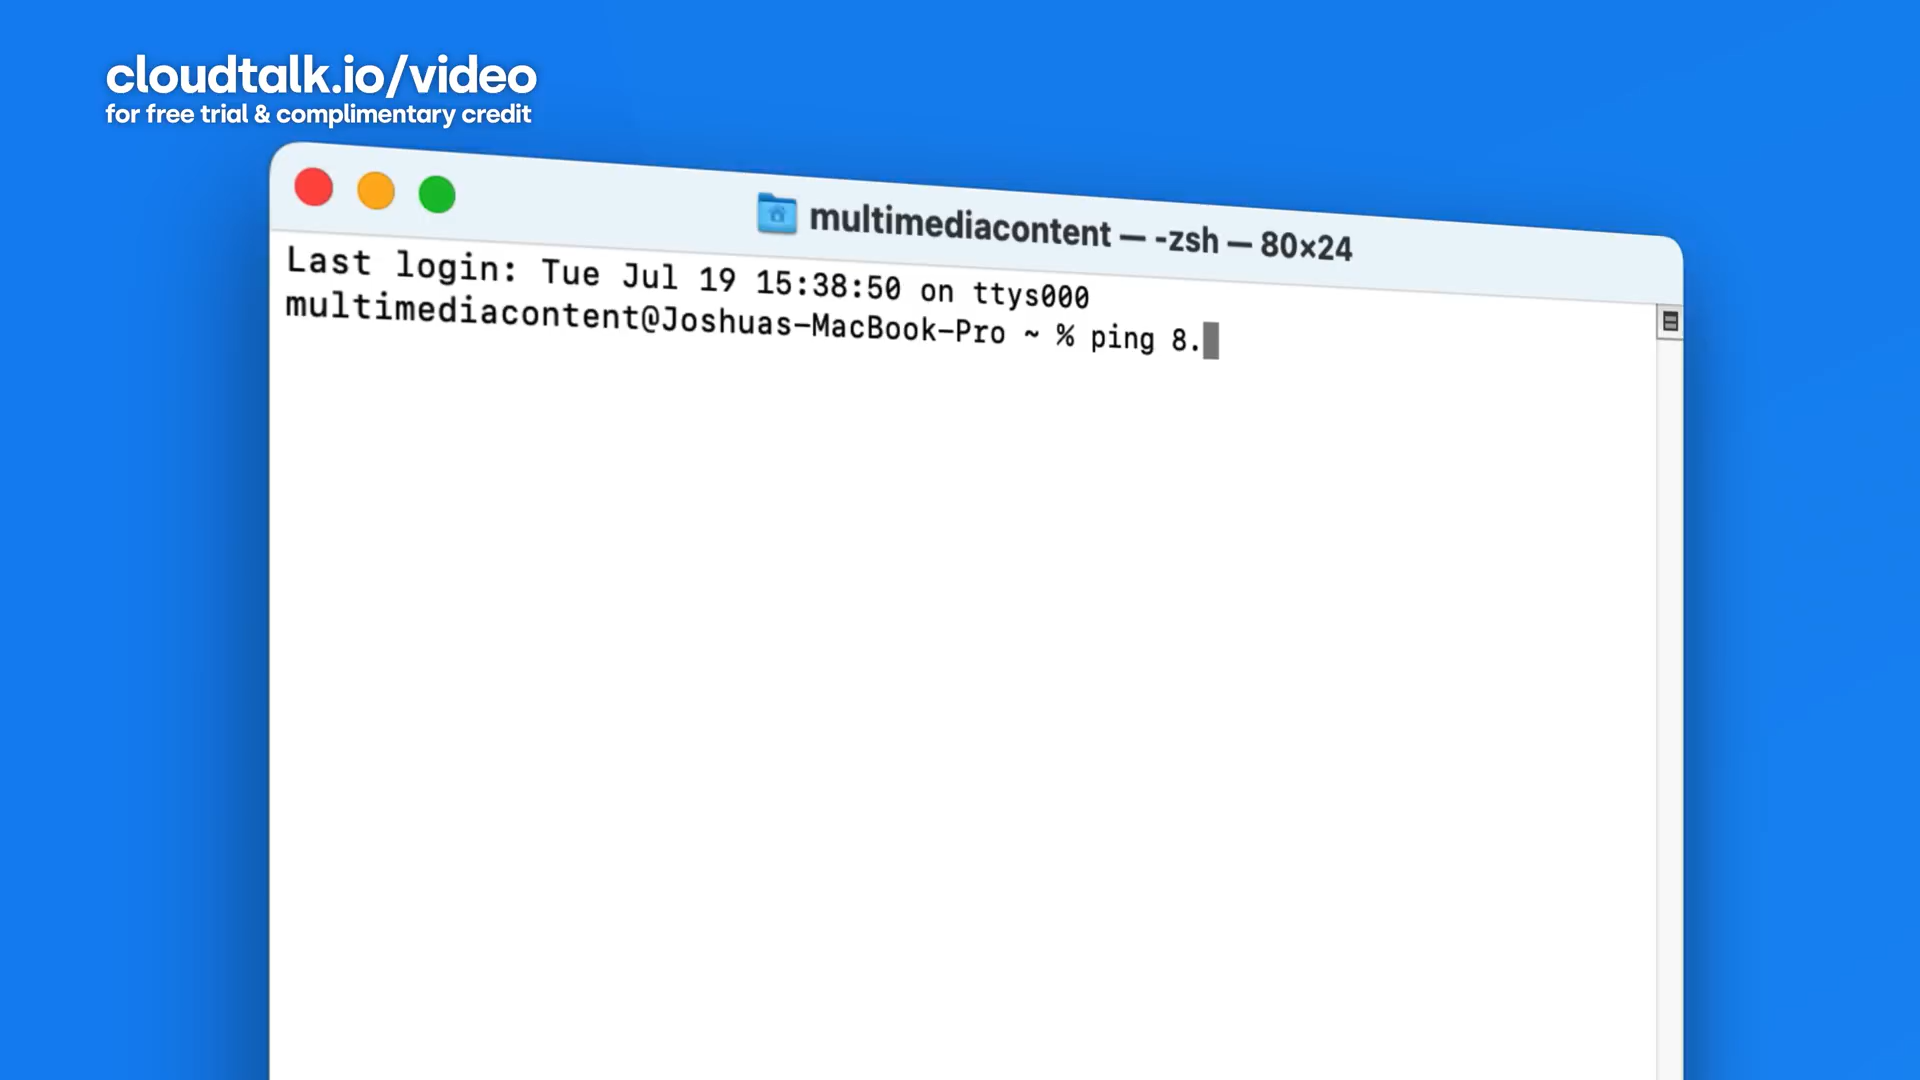 cloudtalk.io/video
for free trial & complimentary credit
multimediacontent — -zsh — 80×24
Last login: Tue Jul 19 15:38:50 on ttys000
multimediacontent@Joshuas-MacBook-Pro ~ % ping 8.